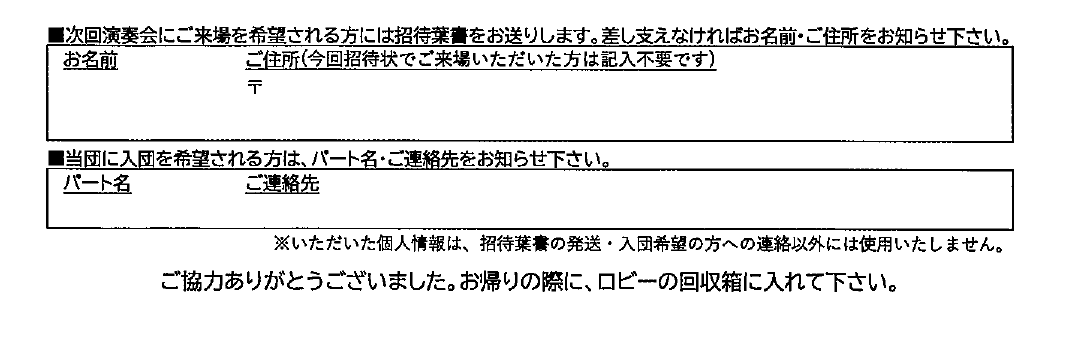 ■次回演奏会にご来場を希望される方には招待葉書をお送りします。差し支えなければお名前・ご住所をお知らせ下さい。
お名前 ご住所(今回招待状でご来場いただいた方は記入不要です)
〒
■当団に入団を希望される方は、パート名・ご連絡先をお知らせ下さい。
パート名 ご連絡先
※いただいた個人情報は、招待葉書の発送・入団希望の方への連絡以外には使用いたしません。
ご協力ありがとうございました。お帰りの際に、ロビーの回収箱に入れて下さい。